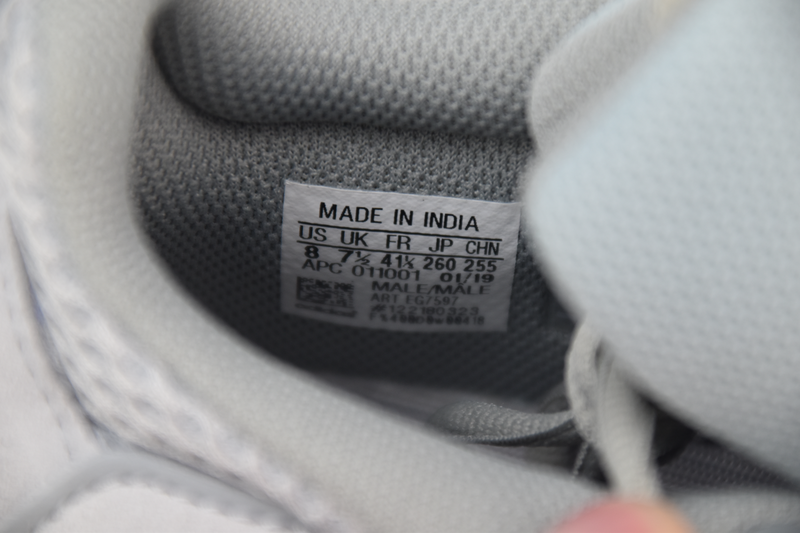 MADE IN INDIA
US UK FR JP CHN
8 7½ 41⅓ 260 255
APC 011001 01/19
MALE/MÂLE
ART EG7597